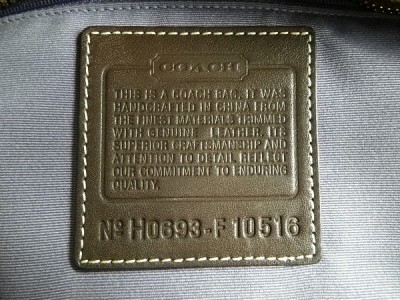 COACH
THIS IS A COACH BAG. IT WAS
HANDCRAFTED IN CHINA FROM
THE FINEST MATERIALS TRIMMED
WITH GENUINE LEATHER. ITS
SUPERIOR CRAFTSMANSHIP AND
ATTENTION TO DETAIL REFLECT
OUR COMMITMENT TO ENDURING
QUALITY.
Nº H0693-F10516